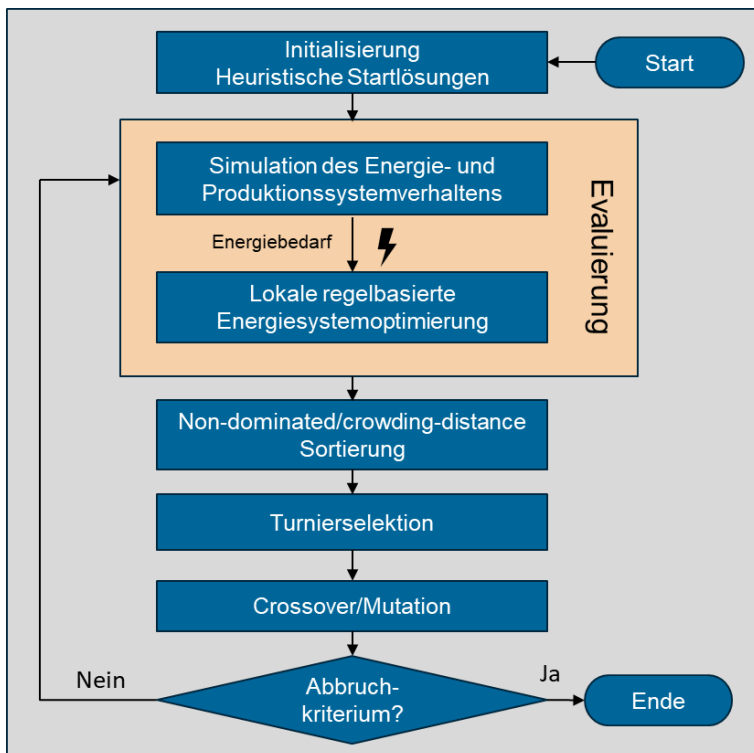 Initialisierung
Heuristische Startlösungen
Start
Simulation des Energie- und
Produktionssystemverhaltens
Energiebedarf
Lokale regelbasierte
Energiesystemoptimierung
Evaluierung
Non-dominated/crowding-distance
Sortierung
Turnierselektion
Crossover/Mutation
Nein
Abbruch-
kriterium?
Ja
Ende